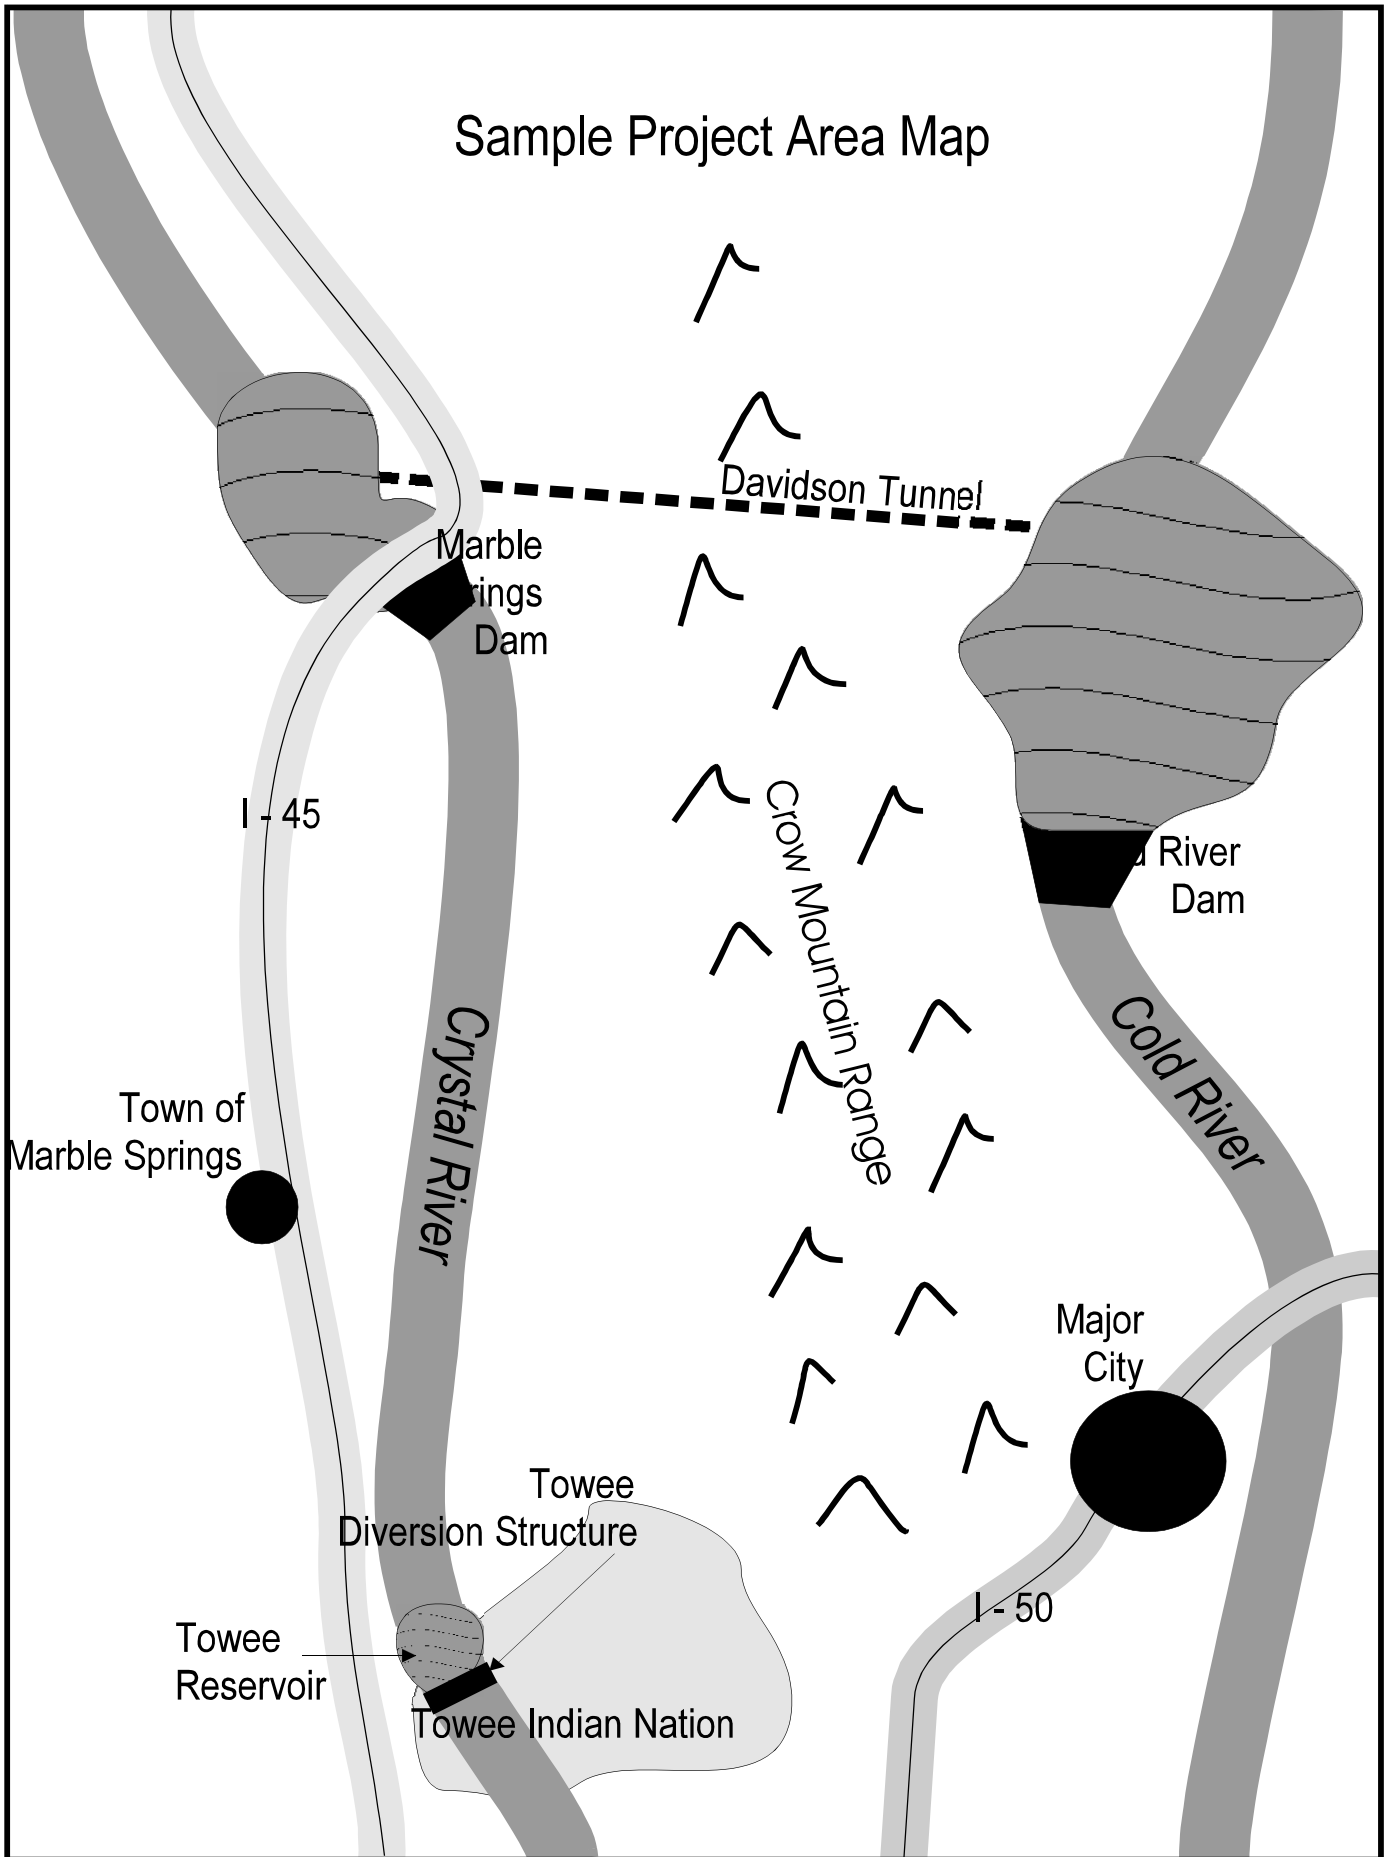 Sample Project Area Map
Davidson Tunnel
Marble
rings
Dam
I - 45
Crow Mountain Range
River
Dam
Crystal River
Cold River
Town of
Marble Springs
Major
City
Towee
Diversion Structure
I - 50
Towee
Reservoir
Towee Indian Nation